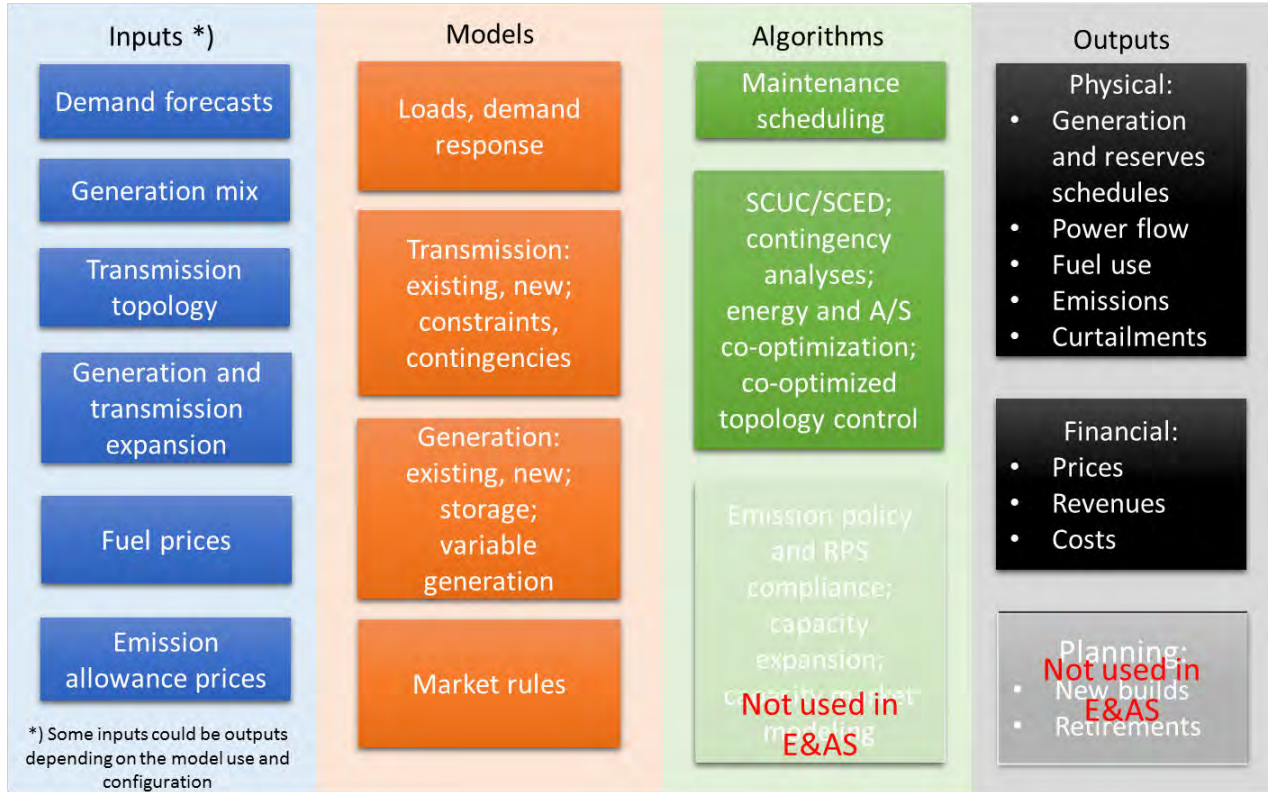 Inputs *)
Demand forecasts
Generation mix
Transmission
topology
Generation and
transmission
expansion
Fuel prices
Emission
allowance prices
*) Some inputs could be outputs
depending on the model use and
configuration
Models
Loads, demand
response
Transmission:
existing, new;
constraints,
contingencies
Generation:
existing, new;
storage;
variable
generation
Market rules
Algorithms
Maintenance
scheduling
SCUC/SCED;
contingency
analyses;
energy and A/S
co-optimization;
co-optimized
topology control
Emission policy
and RPS
compliance;
capacity
expansion;
capacity market
modeling
Not used in
E&AS
Outputs
Physical:
• Generation
and reserves
schedules
• Power flow
• Fuel use
• Emissions
• Curtailments
Financial:
• Prices
• Revenues
• Costs
Planning:
• New builds
• Retirements
Not used in
E&AS